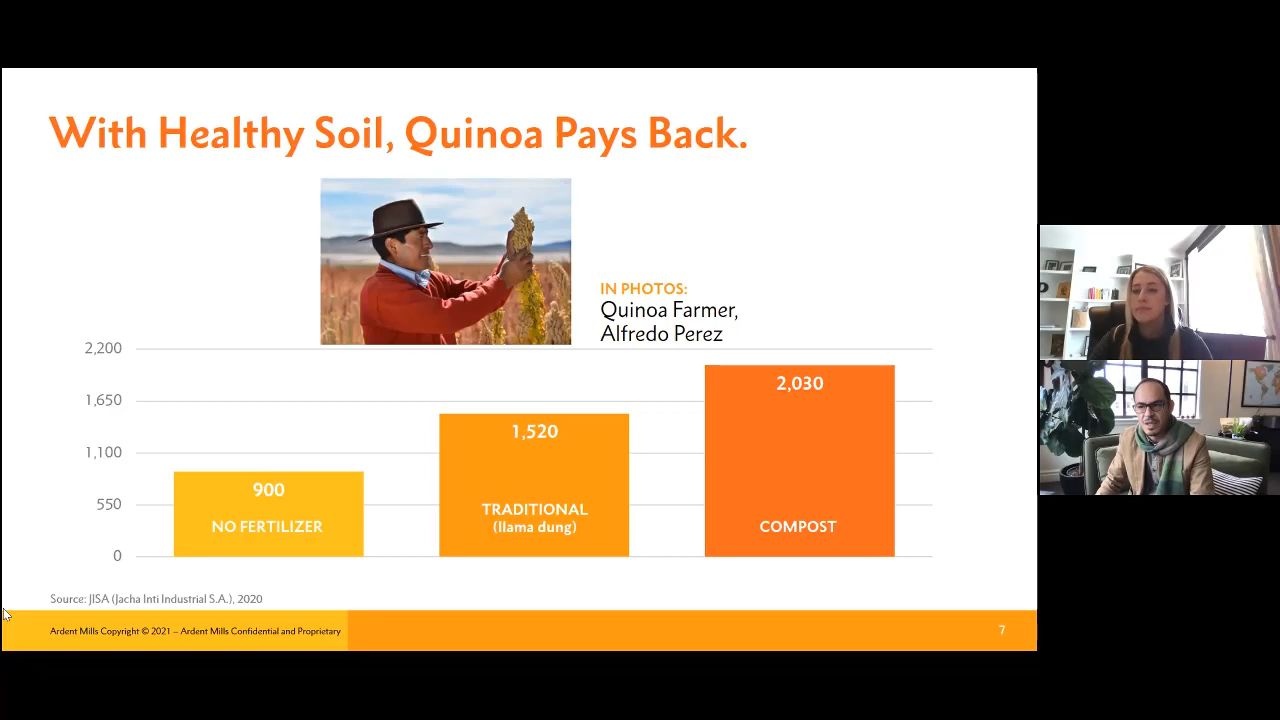 With Healthy Soil, Quinoa Pays Back.
IN PHOTOS:
Quinoa Farmer,
Alfredo Perez
2,200
1,650
1,100
550
0
900
NO FERTILIZER
1,520
TRADITIONAL
(llama dung)
2,030
COMPOST
Source: JISA (Jacha Inti Industrial S.A.), 2020
Ardent Mills Copyright © 2021 – Ardent Mills Confidential and Proprietary
7